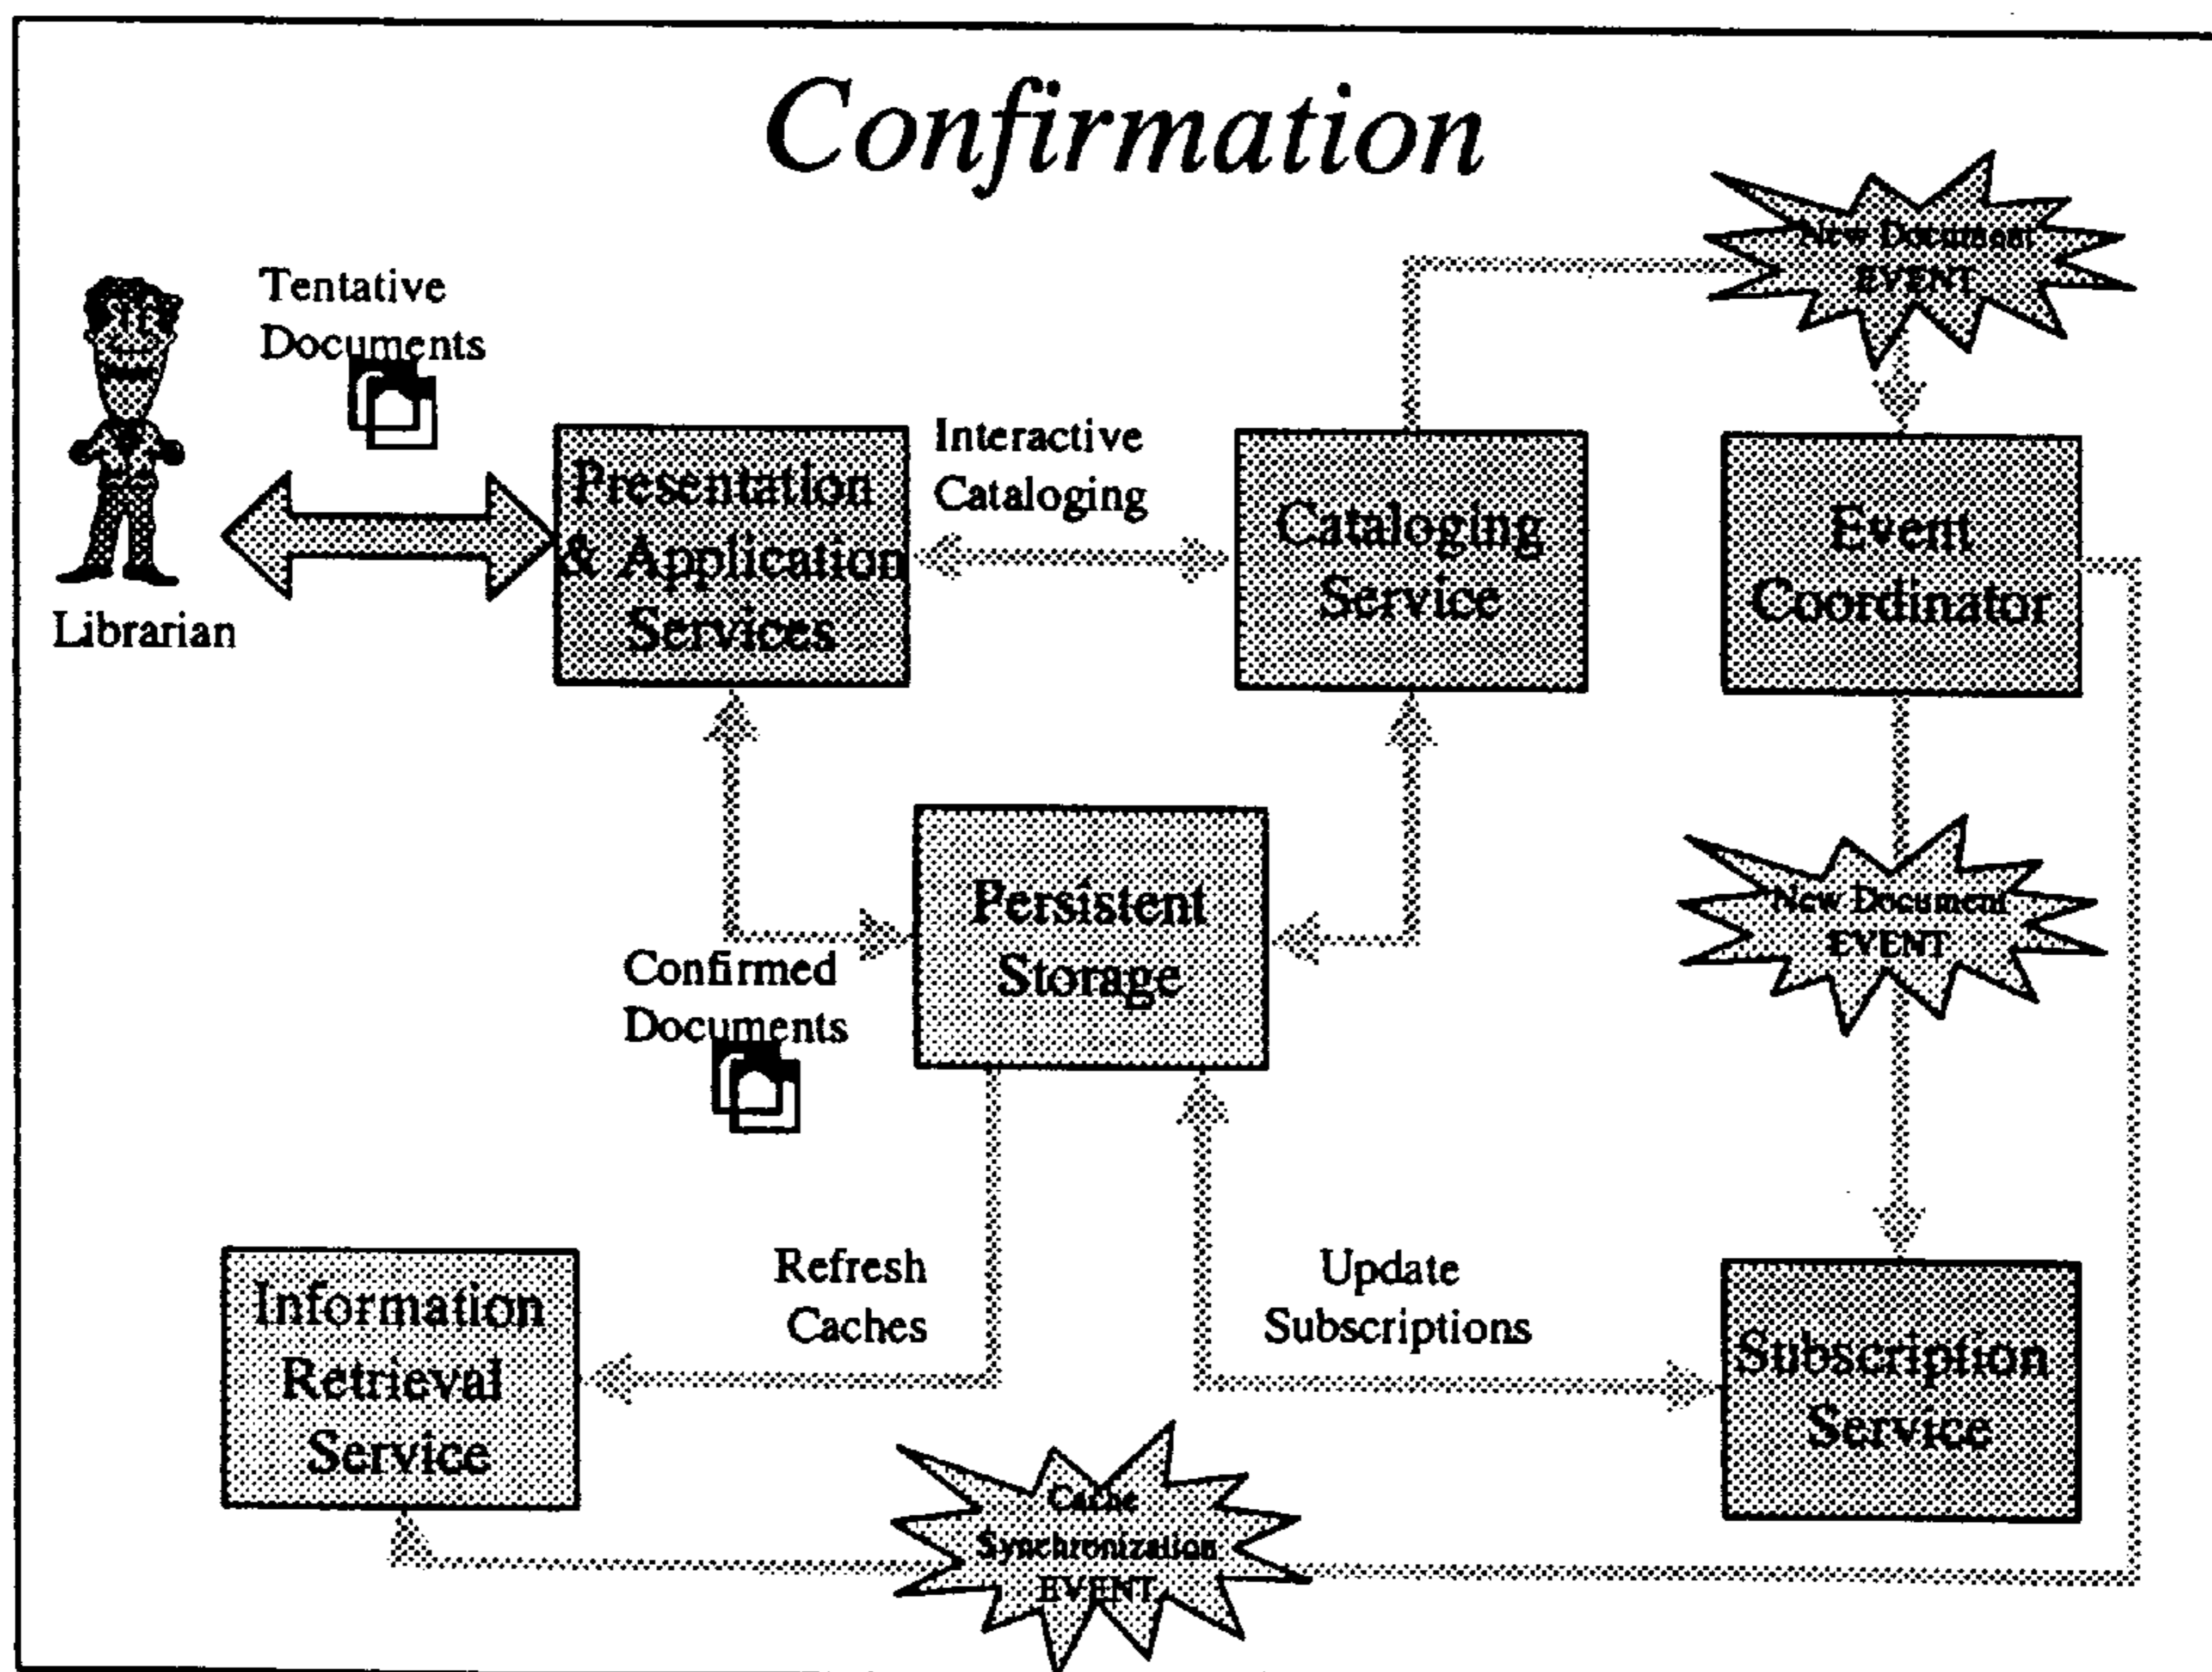 Confirmation
New Document
EVENT
Tentative
Documents
Librarian
Presentation
& Application
Services
Interactive
Cataloging
Cataloging
Service
Event
Coordinator
Persistent
Storage
New Document
EVENT
Confirmed
Documents
Refresh
Caches
Update
Subscriptions
Information
Retrieval
Service
Subscription
Service
Cache
Synchronization
EVENT